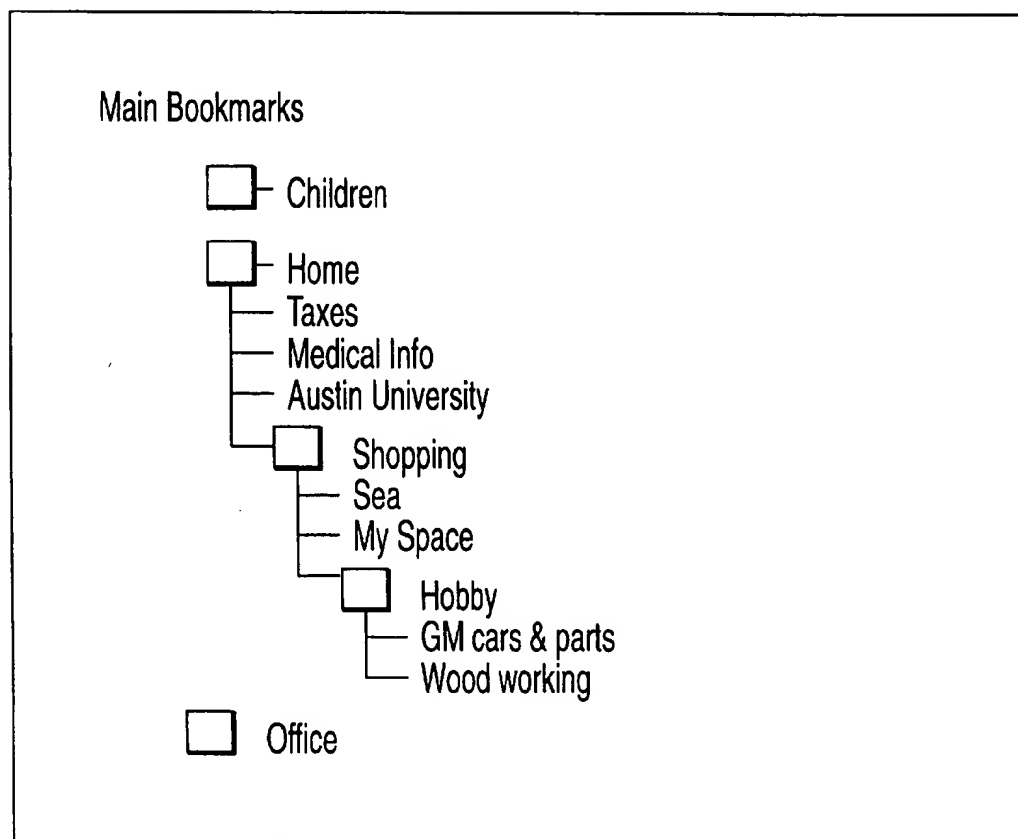 Main Bookmarks
Children
Home
Taxes
Medical Info
Austin University
Shopping
Sea
My Space
Hobby
GM cars & parts
Wood working
Office